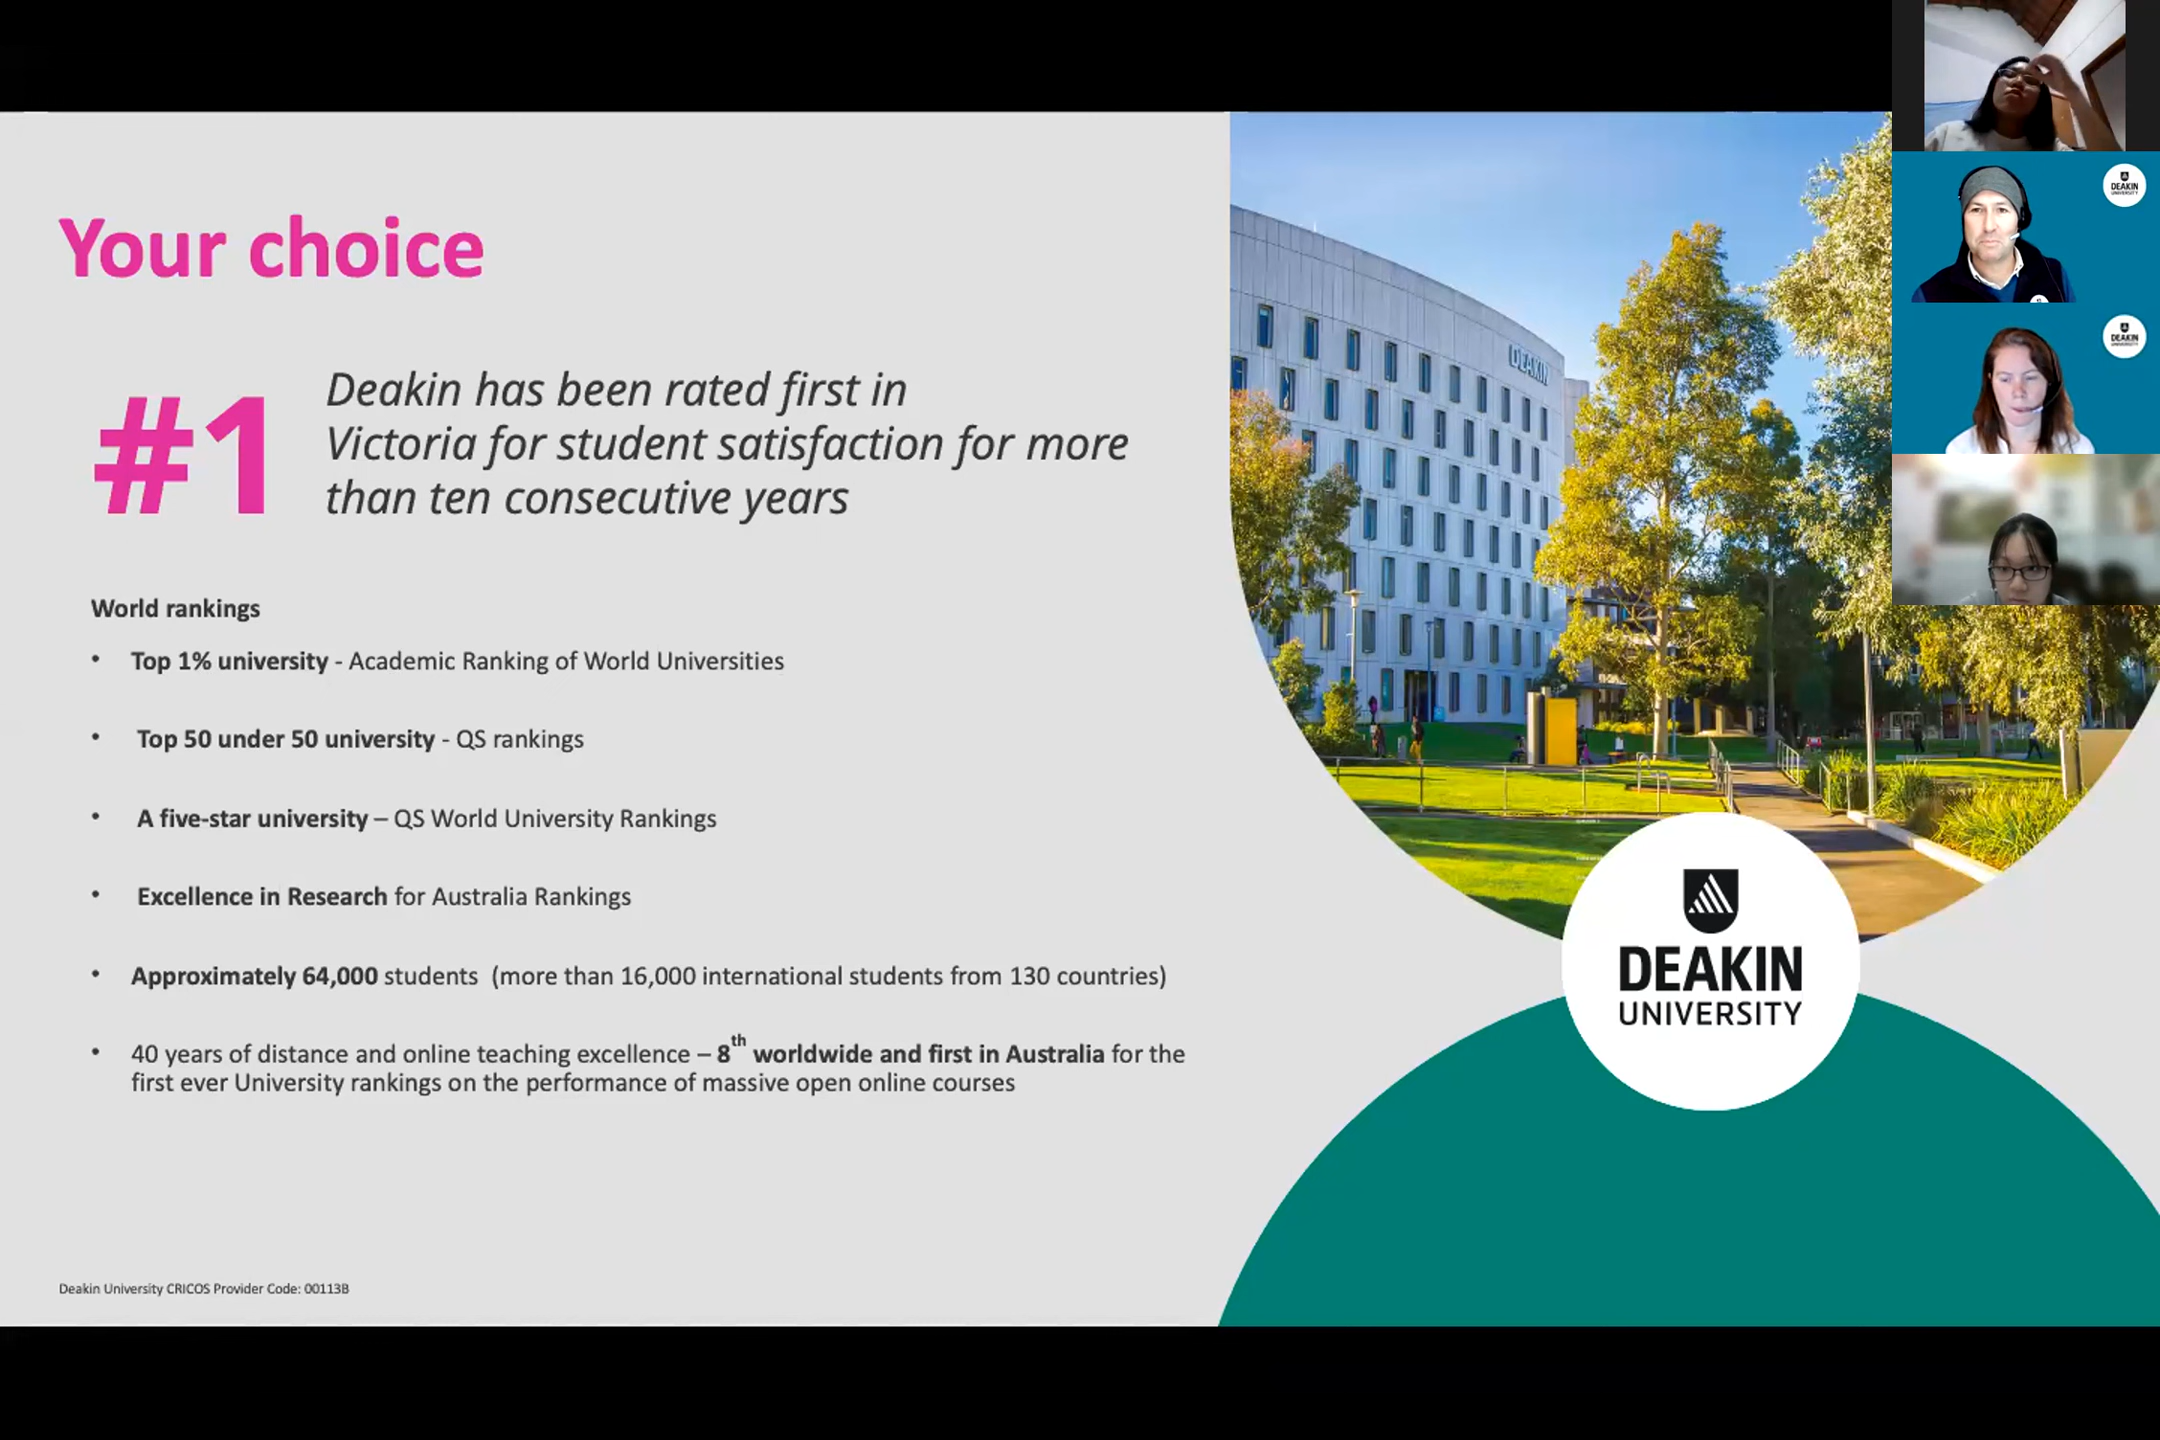 Your choice
#1
Deakin has been rated first in
Victoria for student satisfaction for more
than ten consecutive years
World rankings
• Top 1% university - Academic Ranking of World Universities
• Top 50 under 50 university - QS rankings
• A five-star university – QS World University Rankings
• Excellence in Research for Australia Rankings
• Approximately 64,000 students (more than 16,000 international students from 130 countries)
• 40 years of distance and online teaching excellence – 8th worldwide and first in Australia for the
first ever University rankings on the performance of massive open online courses
Deakin University CRICOS Provider Code: 00113B
DEAKIN
DEAKIN
UNIVERSITY
DEAKIN
UNIVERSITY
DEAKIN
UNIVERSITY